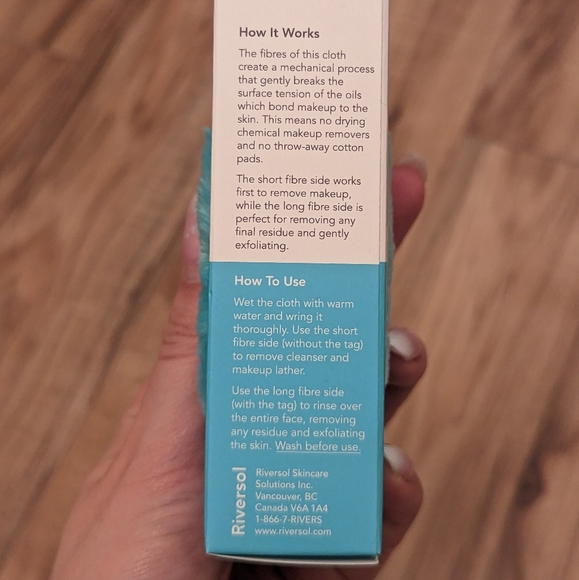 How It Works
The fibres of this cloth
create a mechanical process
that gently breaks the
surface tension of the oils
which bond makeup to the
skin. This means no drying
chemical makeup removers
and no throw-away cotton
pads.
The short fibre side works
first to remove makeup,
while the long fibre side is
perfect for removing any
final residue and gently
exfoliating.
How To Use
Wet the cloth with warm
water and wring it
thoroughly. Use the short
fibre side (without the tag)
to remove cleanser and
makeup lather.
Use the long fibre side
(with the tag) to rinse over
the entire face, removing
any residue and exfoliating
the skin. Wash before use.
Riversol
Riversol Skincare
Solutions Inc.
Vancouver, BC
Canada V6A 1A4
1-866-7-RIVERS
www.riversol.com